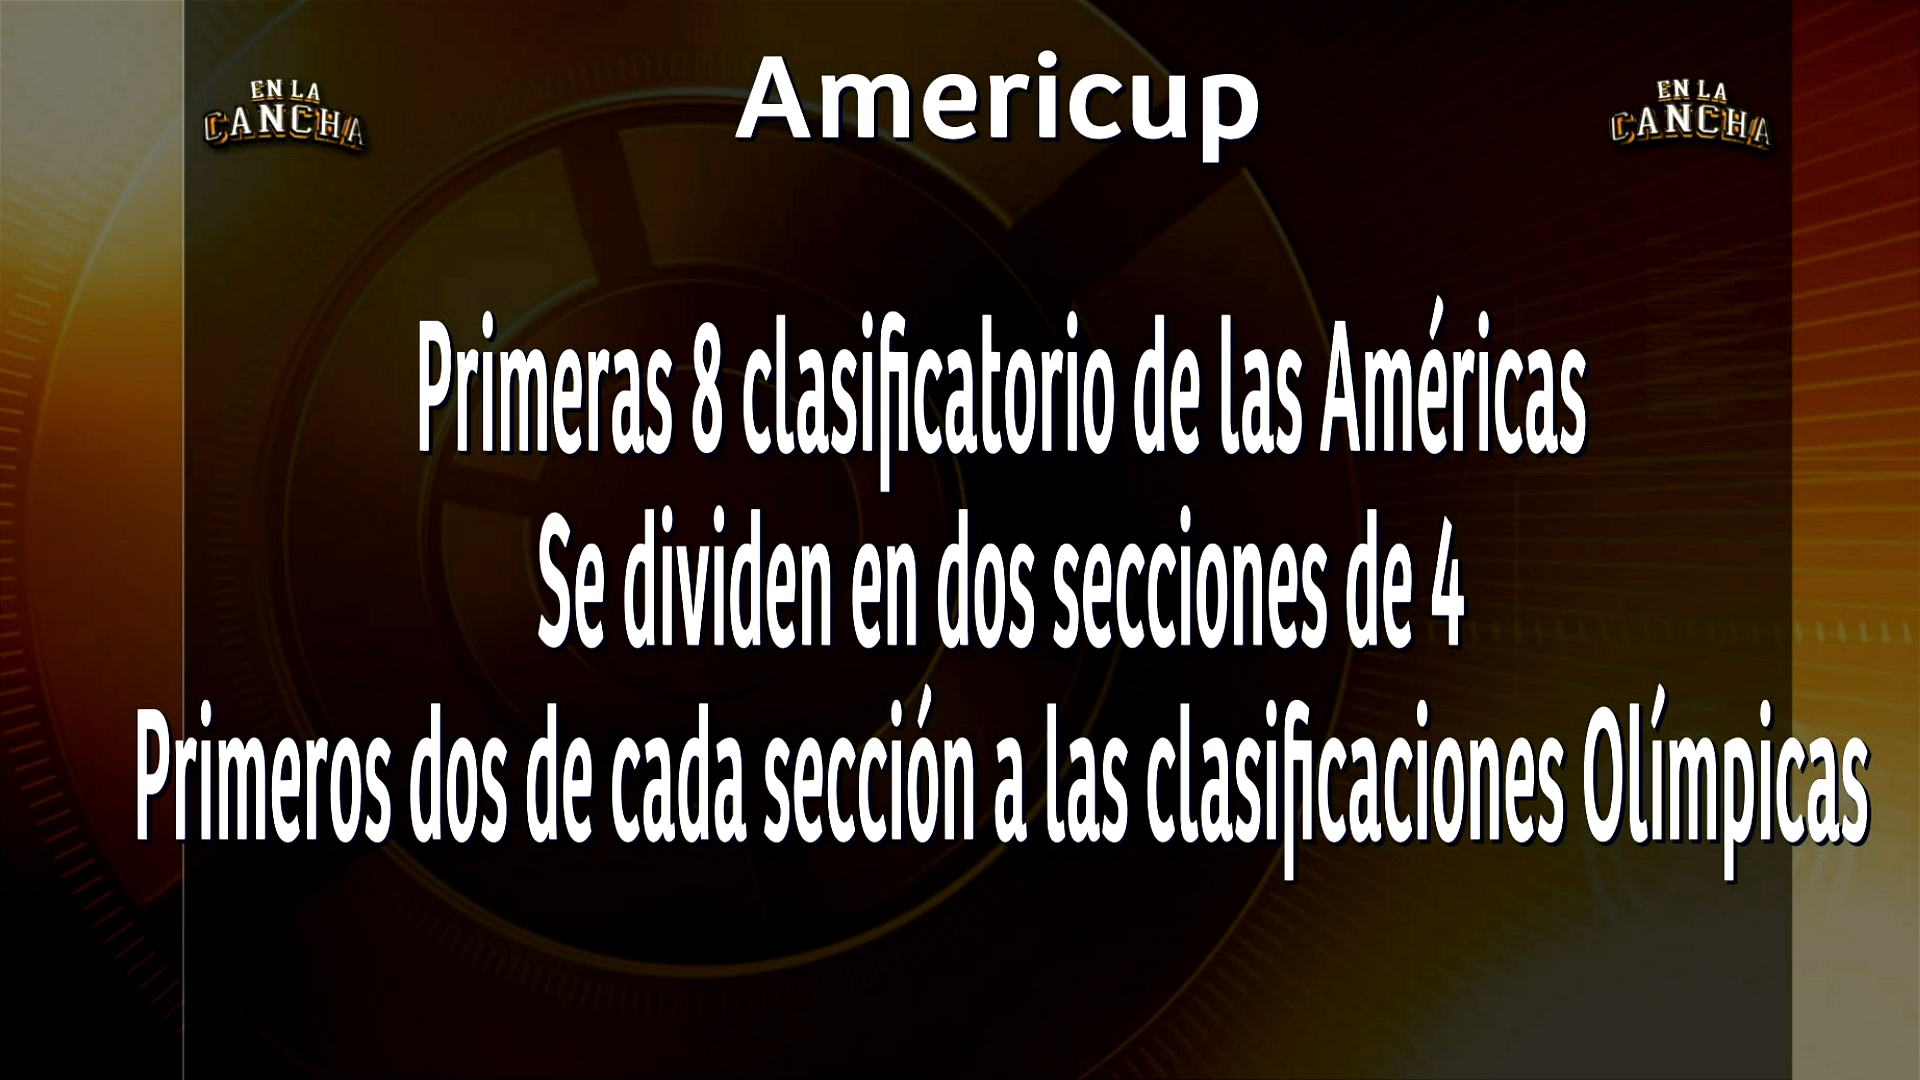 Americup
EN LA
CANCHA
EN LA
CANCHA
Primeras 8 clasificatorio de las Américas
Se dividen en dos secciones de 4
Primeros dos de cada sección a las clasificaciones Olímpicas